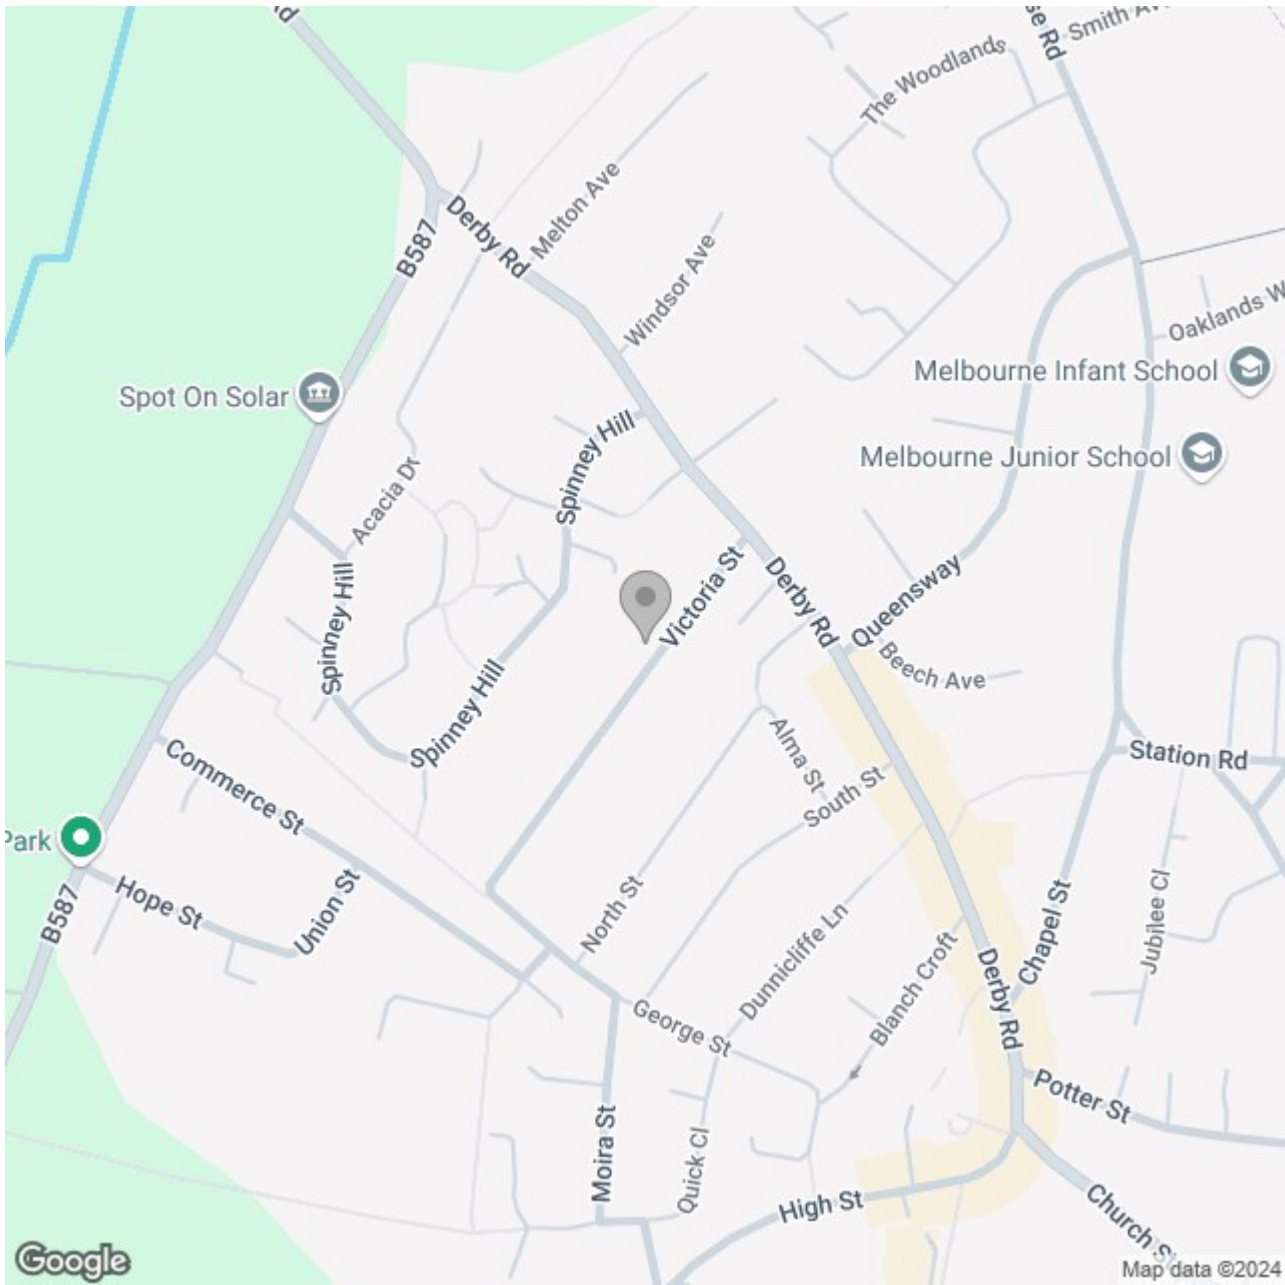 Rd
se Rd
Smith Ave
The Woodlands
Melton Ave
Derby Rd
B587
Windsor Ave
Oaklands W
Melbourne Infant School
Spot On Solar
Spinney Hill
Melbourne Junior School
Acacia Dr
Victoria St
Derby Rd
Queensway
Spinney Hill
Beech Ave
Spinney Hill
Alma St
Station Rd
Commerce St
South St
Park
Hope St
Union St
B587
North St
Dunnicliffe Ln
Chapel St
Jubilee Cl
Blanch Croft
Derby Rd
George St
Potter St
Moira St
Quick Cl
High St
Church St
Google
Map data ©2024